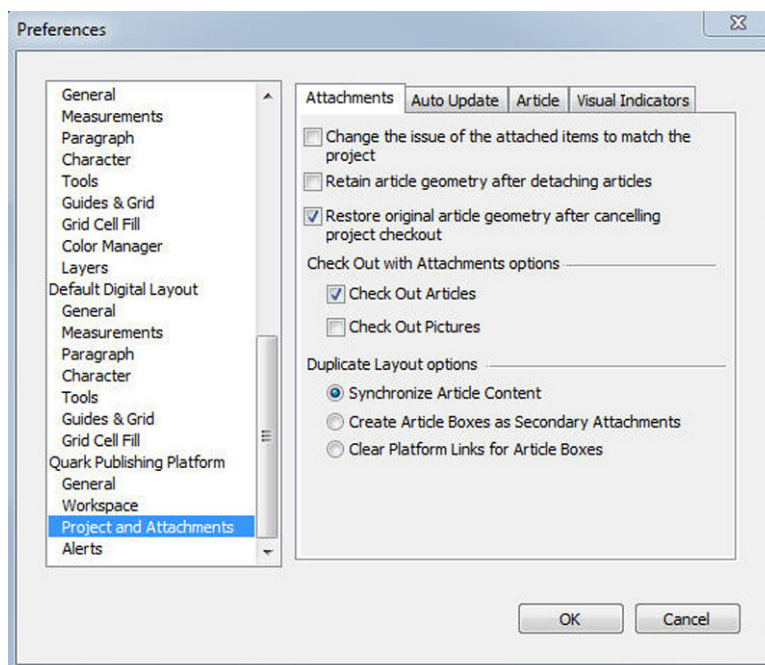 Preferences
General
Measurements
Paragraph
Character
Tools
Guides & Grid
Grid Cell Fill
Color Manager
Layers
Default Digital Layout
General
Measurements
Paragraph
Character
Tools
Guides & Grid
Grid Cell Fill
Quark Publishing Platform
General
Workspace
Project and Attachments
Alerts
Attachments Auto Update Article Visual Indicators
Change the issue of the attached items to match the
project
Retain article geometry after detaching articles
Restore original article geometry after cancelling
project checkout
Check Out with Attachments options
Check Out Articles
Check Out Pictures
Duplicate Layout options
Synchronize Article Content
Create Article Boxes as Secondary Attachments
Clear Platform Links for Article Boxes
OK Cancel